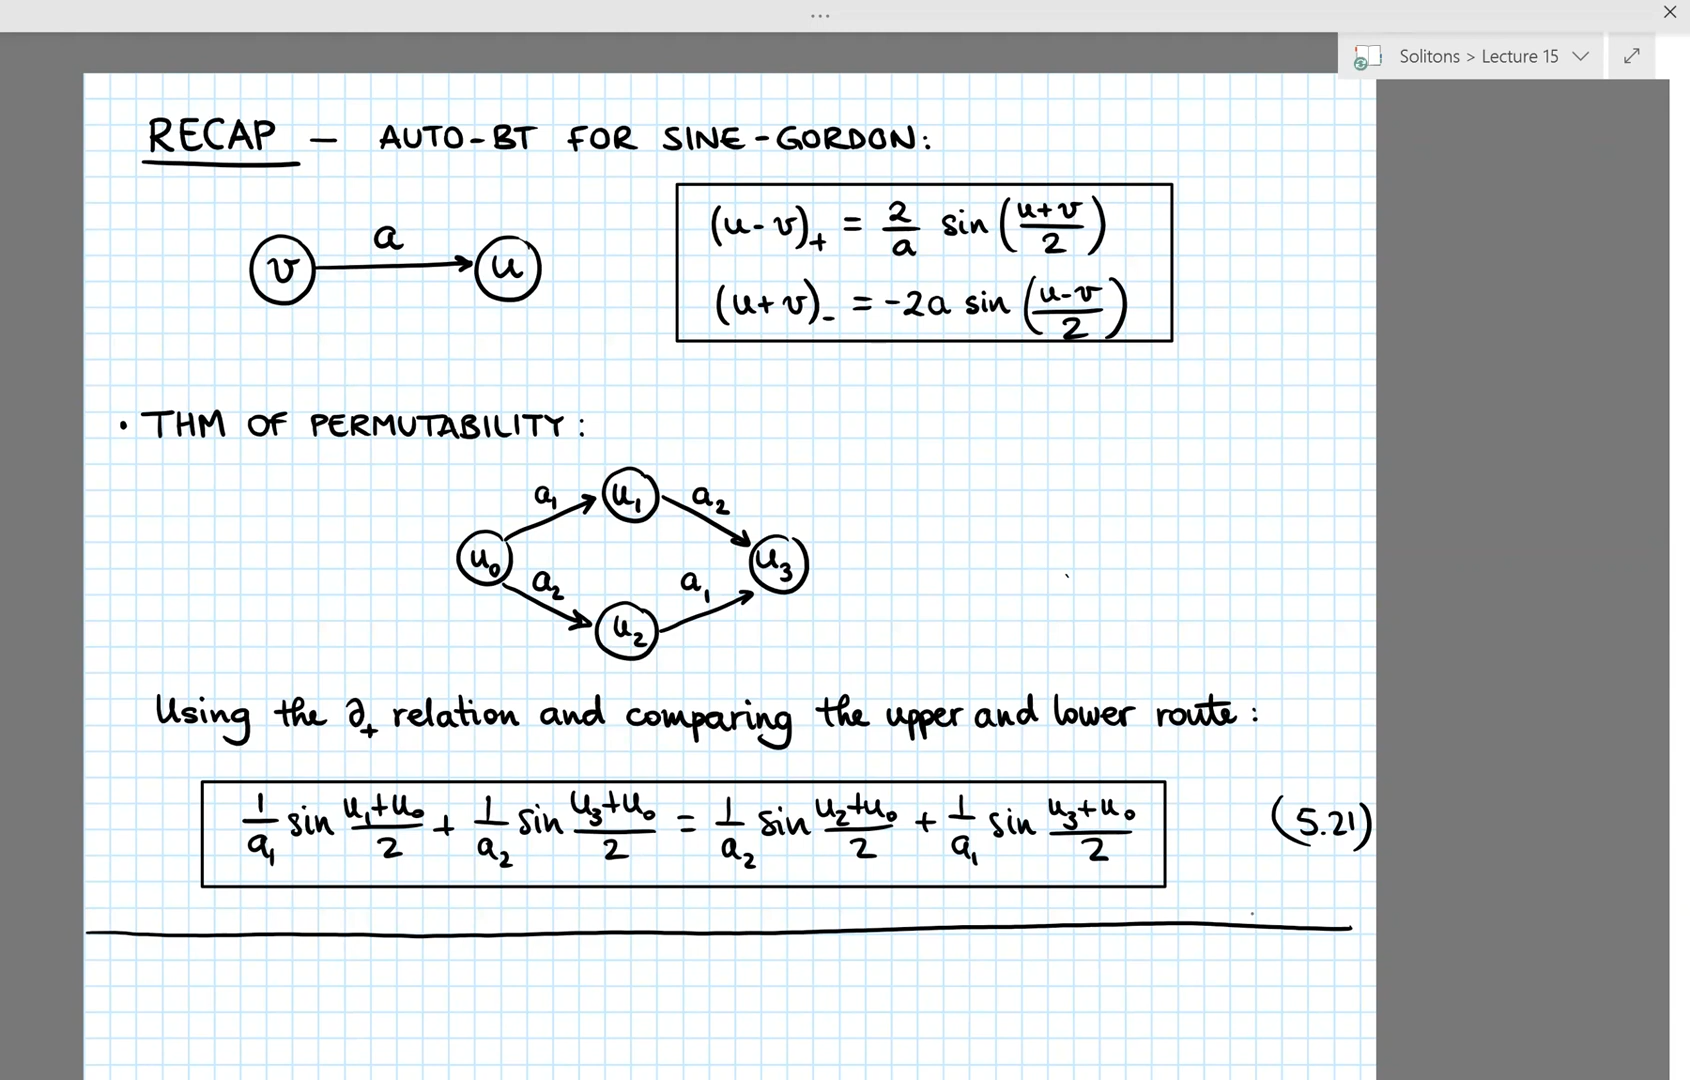 Solitons > Lecture 15
RECAP – AUTO-BT FOR SINE-GORDON:
v a u
(u-v)₊ = 2/a sin((u+v)/2)
(u+v)₋ = -2a sin((u-v)/2)
• THM OF PERMUTABILITY:
a₁ u₁ a₂
u₀ u₃
a₂ u₂ a₁
Using the ∂₊ relation and comparing the upper and lower route:
1/a₁ sin (u₁+u₀)/2 + 1/a₂ sin (u₃+u₀)/2 = 1/a₂ sin (u₂+u₀)/2 + 1/a₁ sin (u₃+u₀)/2 (5.21)